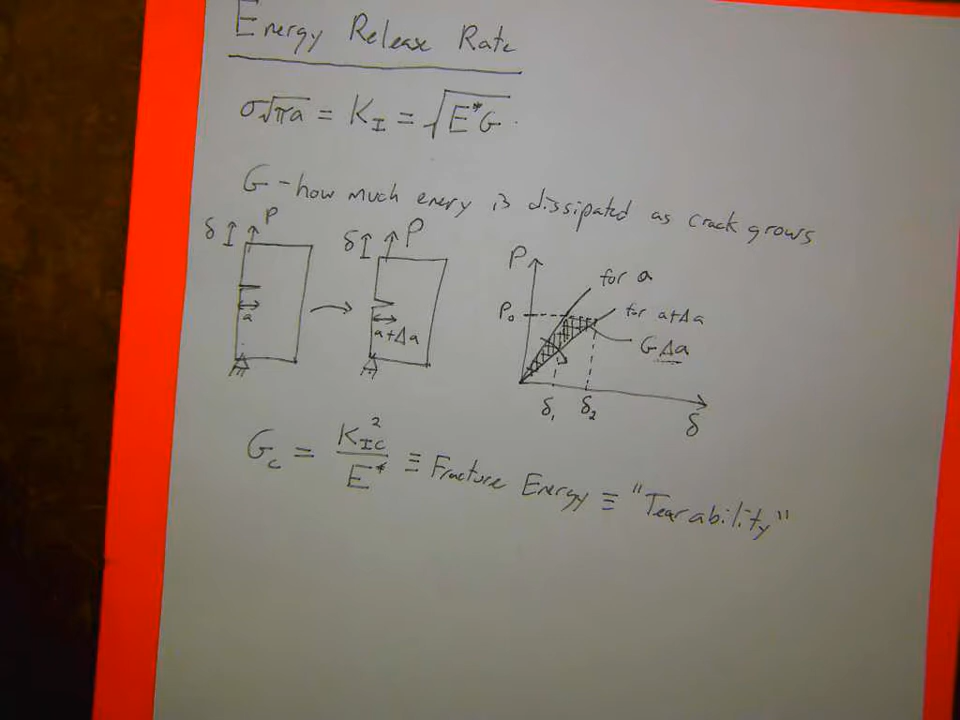 Energy Release Rate
σ√πa = K_I = √E*G.
G - how much enery is dissipated as crack grows
δ P
δ P
a
a+Δa
P
for a
P₀
for a+Δa
GΔa
δ₁ δ₂
δ
G_c = K_Ic² / E* ≡ Fracture Energy ≡ "Tearability"